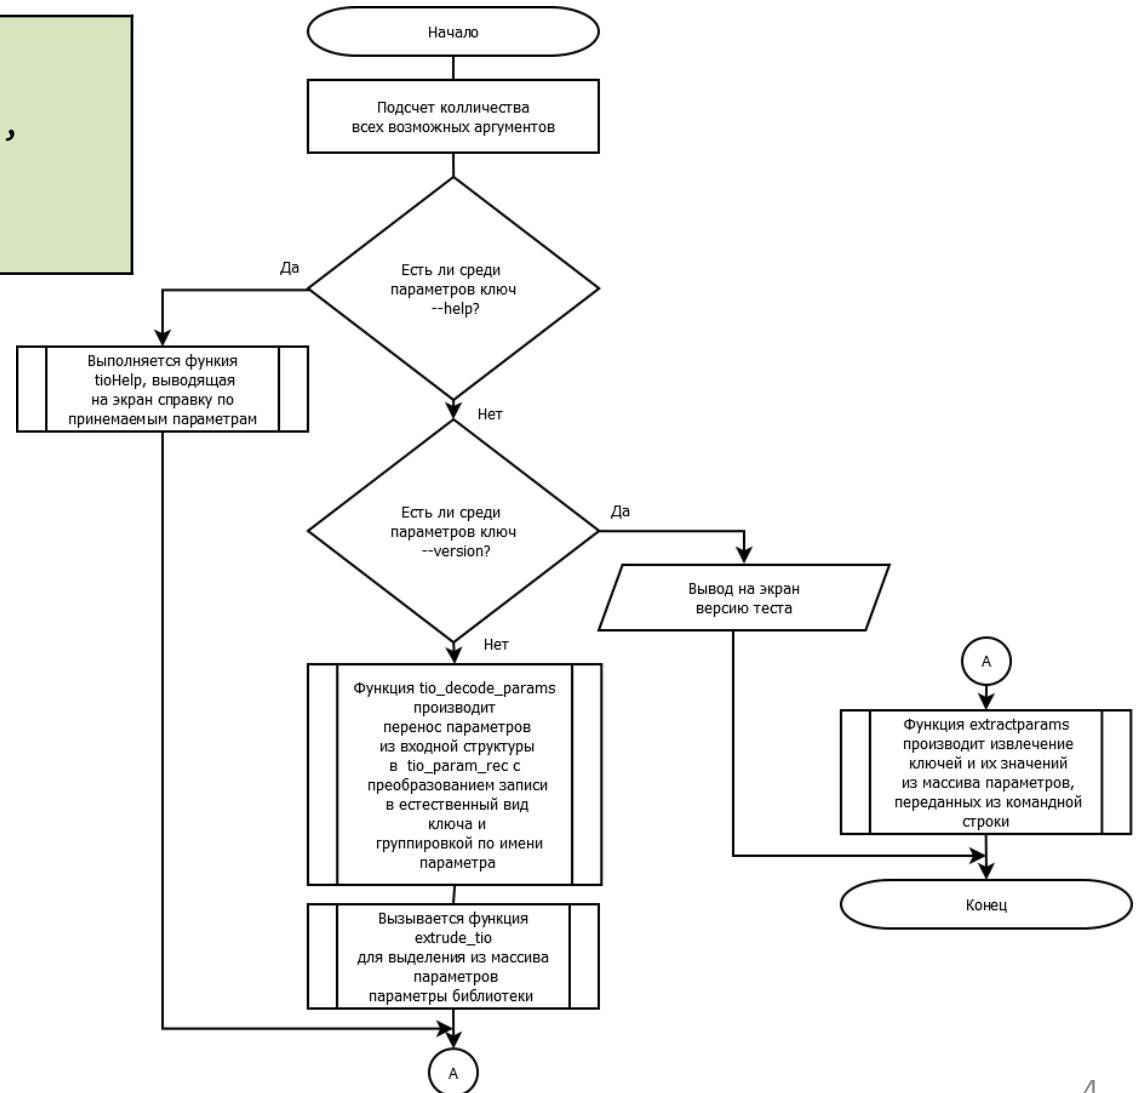 ,
Начало
Подсчет колличества
всех возможных аргументов
Есть ли среди
параметров ключ
--help?
Да
Выполняется функия
tioHelp, выводящая
на экран справку по
принемаемым параметрам
Нет
Есть ли среди
параметров ключ
--version?
Да
Вывод на экран
версию теста
Нет
Функция tio_decode_params
производит
перенос параметров
из входной структуры
в tio_param_rec с
преобразованием записи
в естественный вид
ключа и
группировкой по имени
параметра
Вызывается функция
extrude_tio
для выделения из массива
параметров
параметры библиотеки
А
А
Функция extractparams
производит извлечение
ключей и их значений
из массива параметров,
переданных из командной
строки
Конец
4